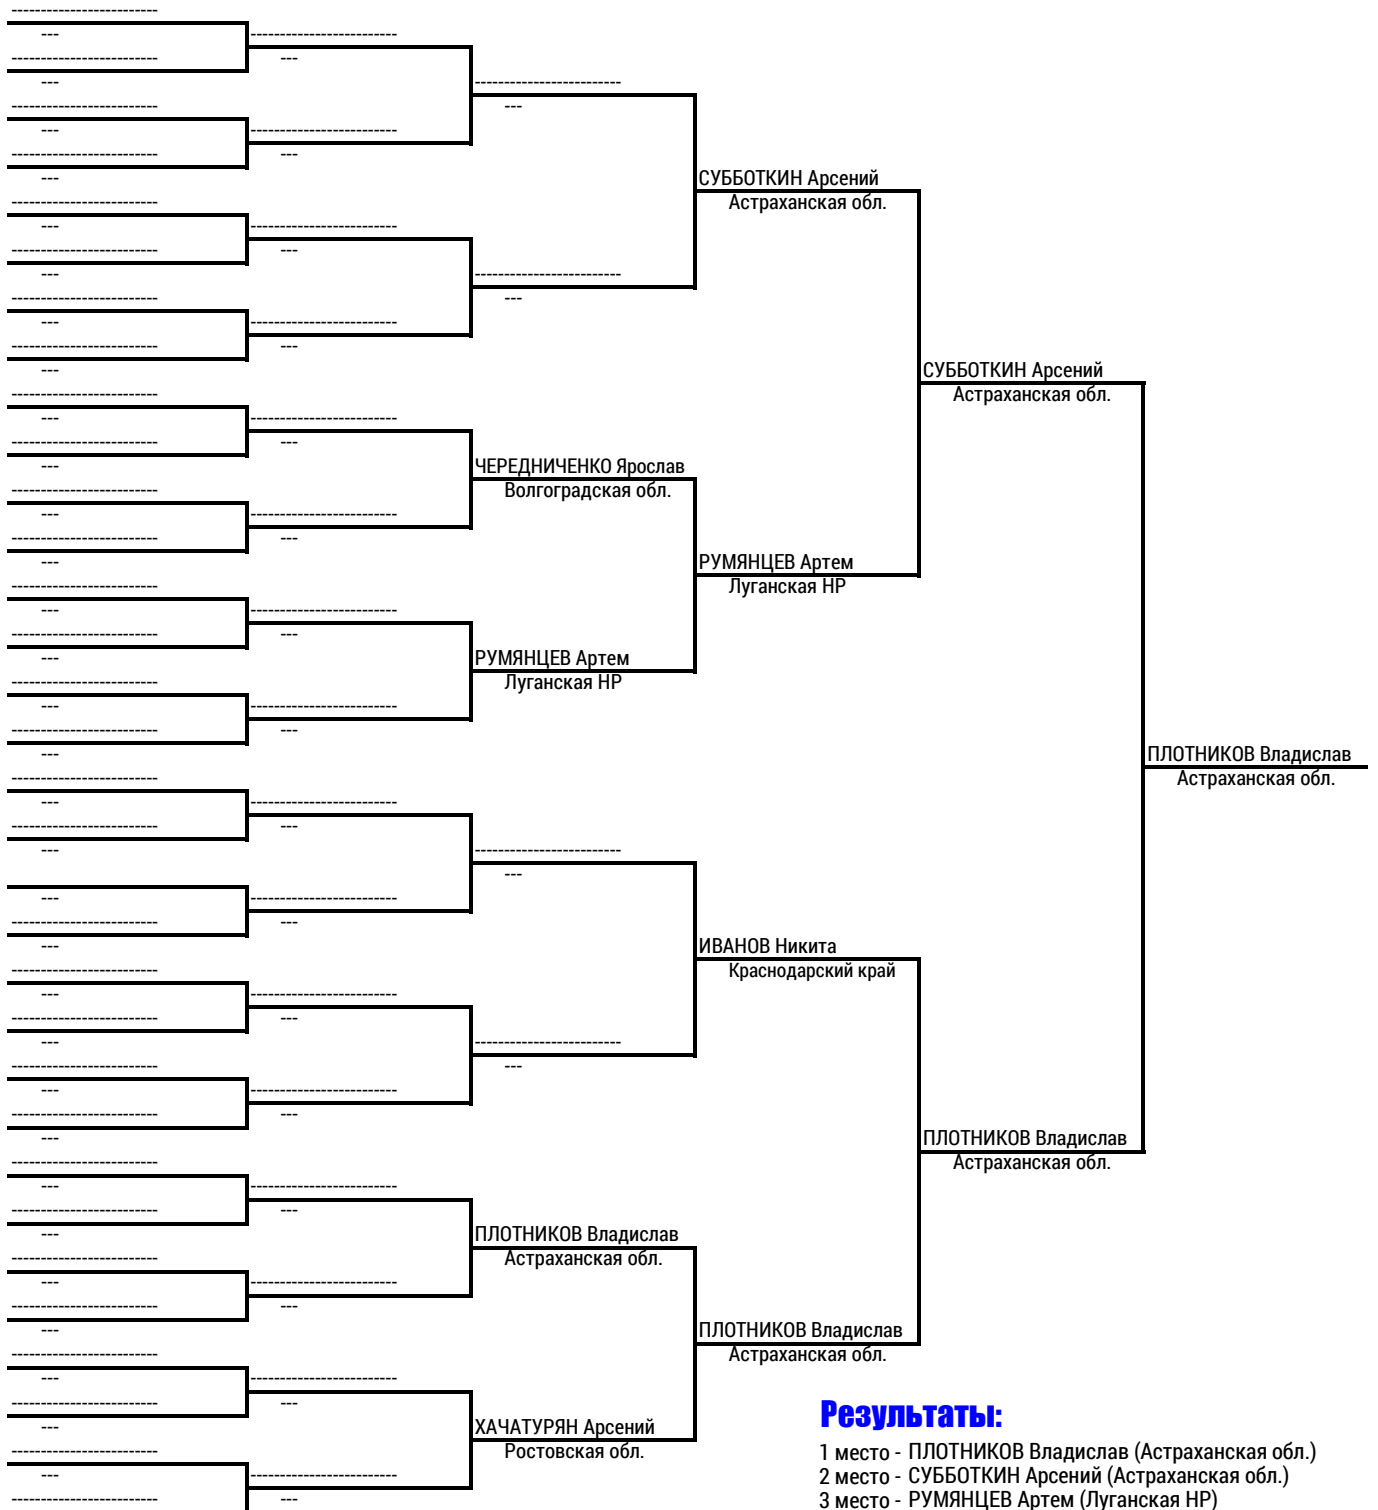 СУББОТКИН Арсений
Астраханская обл.
СУББОТКИН Арсений
Астраханская обл.
ЧЕРЕДНИЧЕНКО Ярослав
Волгоградская обл.
РУМЯНЦЕВ Артем
Луганская НР
РУМЯНЦЕВ Артем
Луганская НР
ПЛОТНИКОВ Владислав
Астраханская обл.
ИВАНОВ Никита
Краснодарский край
ПЛОТНИКОВ Владислав
Астраханская обл.
ПЛОТНИКОВ Владислав
Астраханская обл.
ПЛОТНИКОВ Владислав
Астраханская обл.
ХАЧАТУРЯН Арсений
Ростовская обл.
Результаты:
1 место - ПЛОТНИКОВ Владислав (Астраханская обл.)
2 место - СУББОТКИН Арсений (Астраханская обл.)
3 место - РУМЯНЦЕВ Артем (Луганская НР)